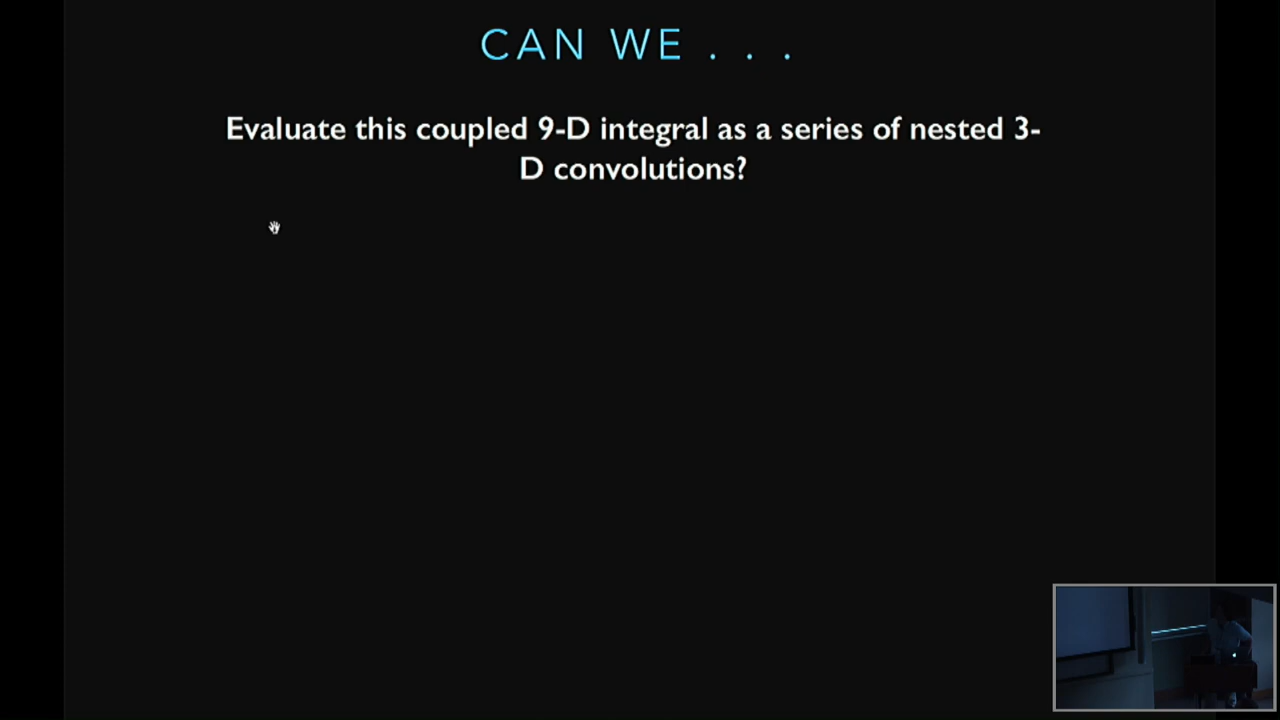 CAN WE . . .
Evaluate this coupled 9-D integral as a series of nested 3-
D convolutions?